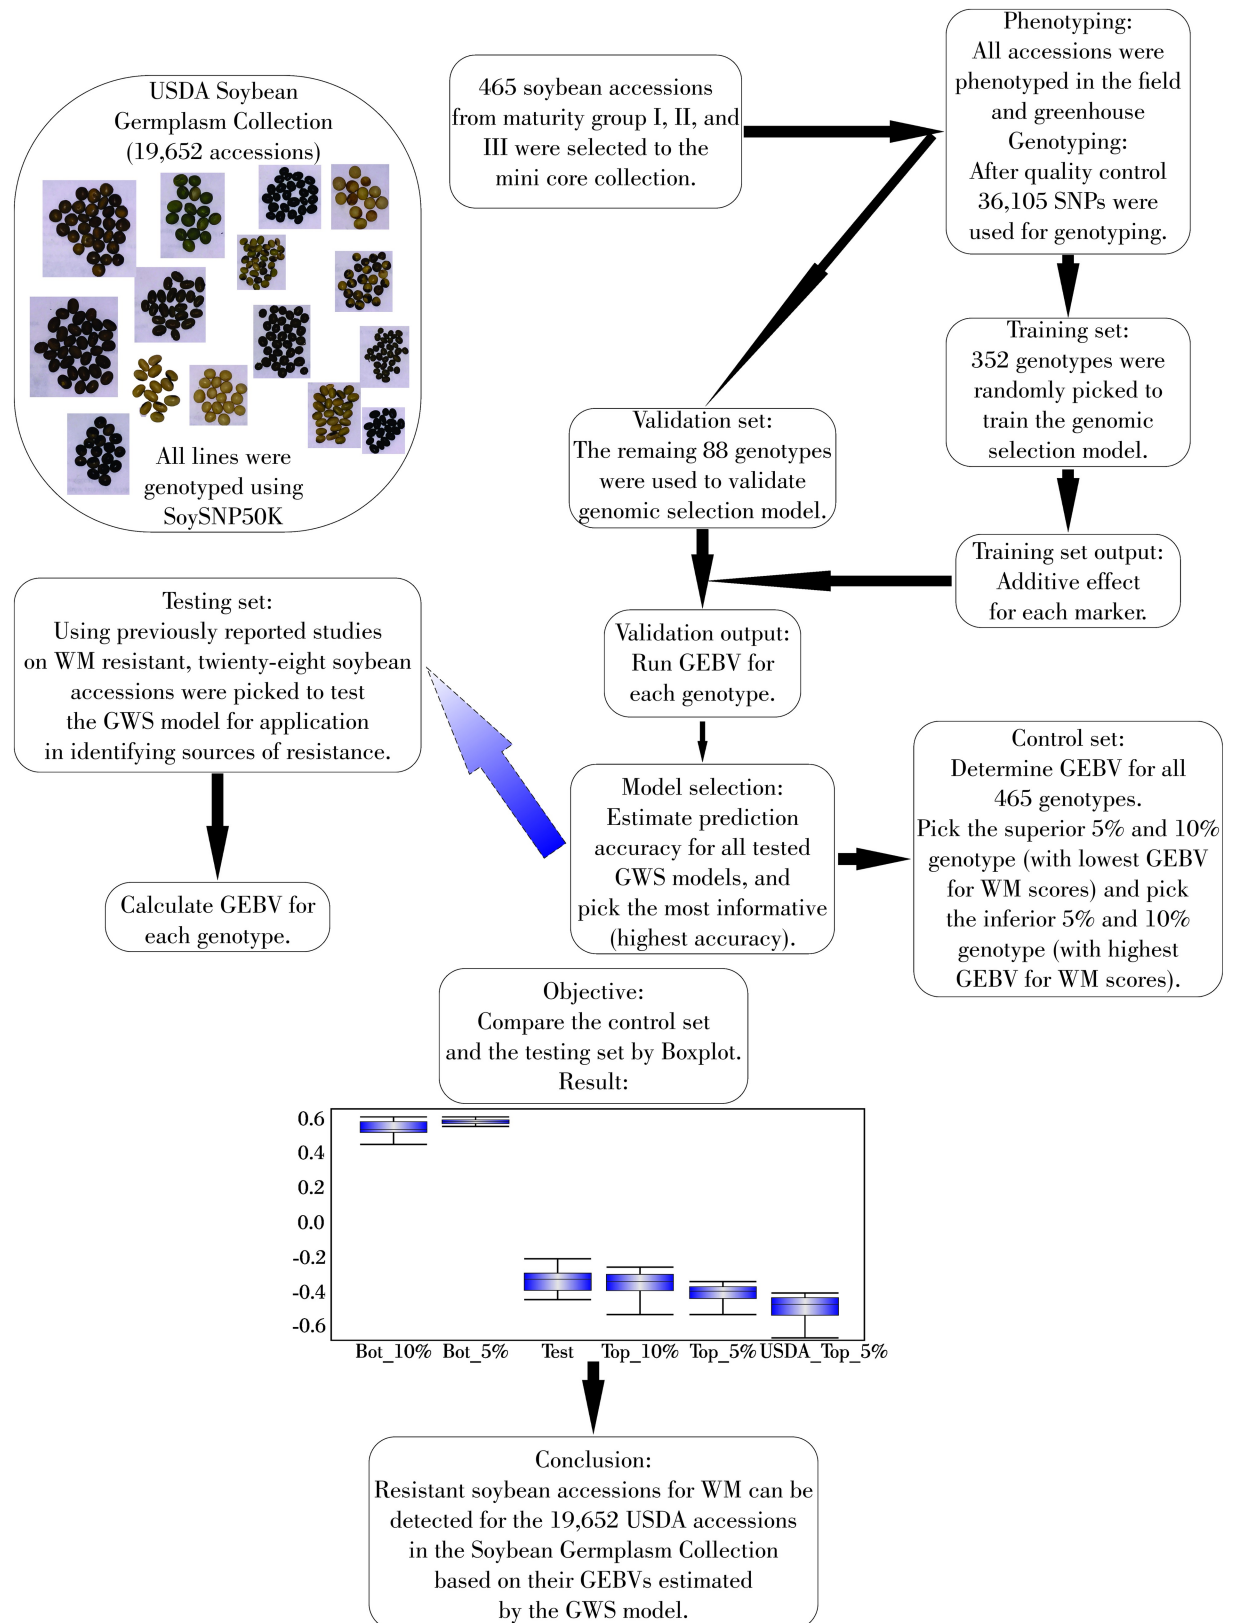 USDA Soybean
Germplasm Collection
(19,652 accessions)
All lines were
genotyped using
SoySNP50K
465 soybean accessions
from maturity group I, II, and
III were selected to the
mini core collection.
Phenotyping:
All accessions were
phenotyped in the field
and greenhouse
Genotyping:
After quality control
36,105 SNPs were
used for genotyping.
Training set:
352 genotypes were
randomly picked to
train the genomic
selection model.
Validation set:
The remaing 88 genotypes
were used to validate
genomic selection model.
Training set output:
Additive effect
for each marker.
Validation output:
Run GEBV for
each genotype.
Testing set:
Using previously reported studies
on WM resistant, twienty-eight soybean
accessions were picked to test
the GWS model for application
in identifying sources of resistance.
Calculate GEBV for
each genotype.
Model selection:
Estimate prediction
accuracy for all tested
GWS models, and
pick the most informative
(highest accuracy).
Control set:
Determine GEBV for all
465 genotypes.
Pick the superior 5% and 10%
genotype (with lowest GEBV
for WM scores) and pick
the inferior 5% and 10%
genotype (with highest
GEBV for WM scores).
Objective:
Compare the control set
and the testing set by Boxplot.
Result:
0.6
0.4
0.2
0.0
-0.2
-0.4
-0.6
Bot_10% Bot_5% Test Top_10% Top_5% USDA_Top_5%
Conclusion:
Resistant soybean accessions for WM can be
detected for the 19,652 USDA accessions
in the Soybean Germplasm Collection
based on their GEBVs estimated
by the GWS model.